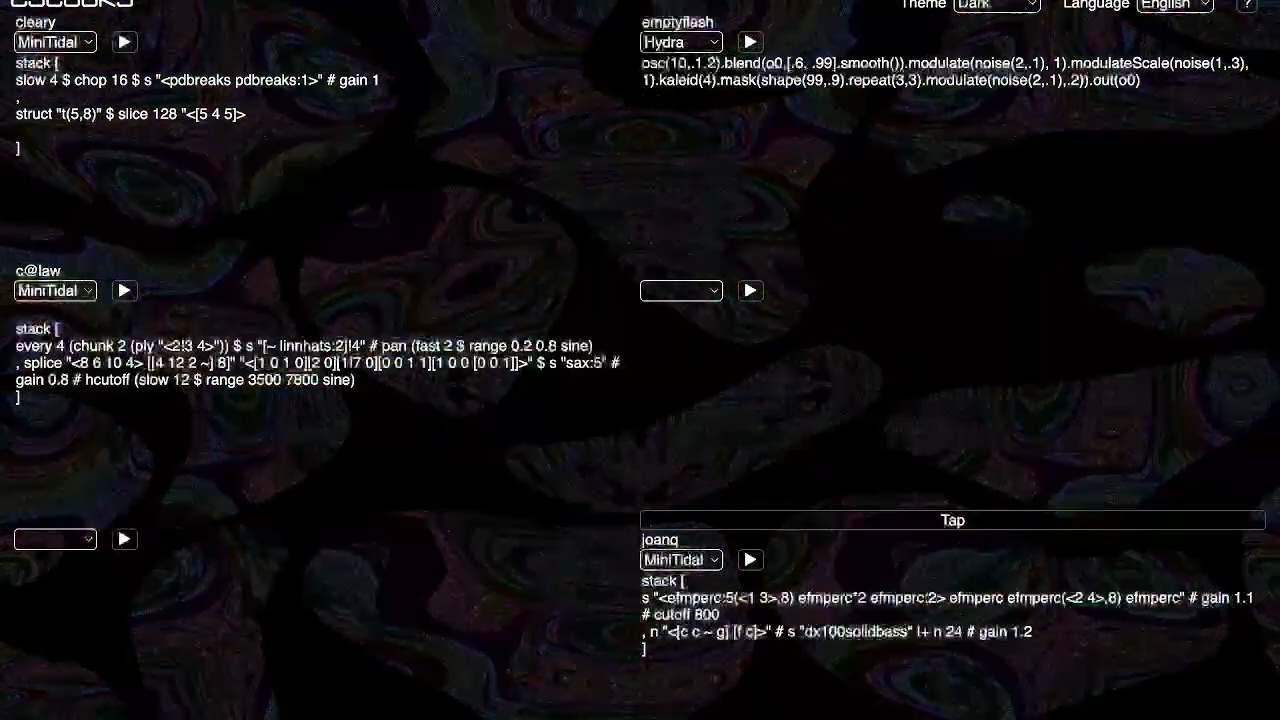 Theme Dark Language English ?
cleary
MiniTidal
stack [
slow 4 $ chop 16 $ s "<pdbreaks pdbreaks:1>" # gain 1
,
struct "t(5,8)" $ slice 128 "<[5 4 5]>
]
emptyflash
Hydra
osc(10,.1,2).blend(o0,[.6, .99].smooth()).modulate(noise(2,.1), 1).modulateScale(noise(1,.3),
1).kaleid(4).mask(shape(99,.9).repeat(3,3).modulate(noise(2,.1),.2)).out(o0)
c@law
MiniTidal
stack [
every 4 (chunk 2 (ply "<2!3 4>")) $ s "[~ linnhats:2]!4" # pan (fast 2 $ range 0.2 0.8 sine)
, splice "<8 6 10 4> [[4 12 2 ~] 8]" "<[1 0 1 0][2 0][1!7 0][0 0 1 1][1 0 0 [0 0 1]]>" $ s "sax:5" #
gain 0.8 # hcutoff (slow 12 $ range 3500 7800 sine)
]
Tap
joanq
MiniTidal
stack [
s "<efmperc:5(<1 3>,8) efmperc*2 efmperc:2> efmperc efmperc(<2 4>,8) efmperc" # gain 1.1
# cutoff 800
, n "<[c c ~ g] [f c]>" # s "dx100solidbass" |+ n 24 # gain 1.2
]